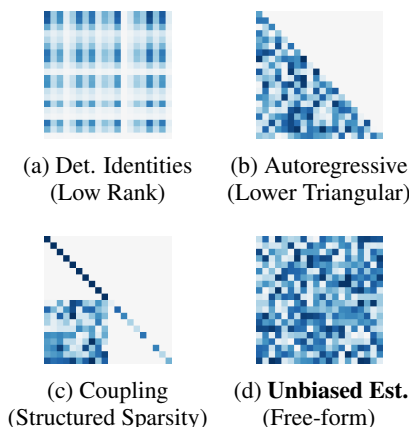 (a) Det. Identities
(Low Rank)
(b) Autoregressive
(Lower Triangular)
(c) Coupling
(Structured Sparsity)
(d) Unbiased Est.
(Free-form)